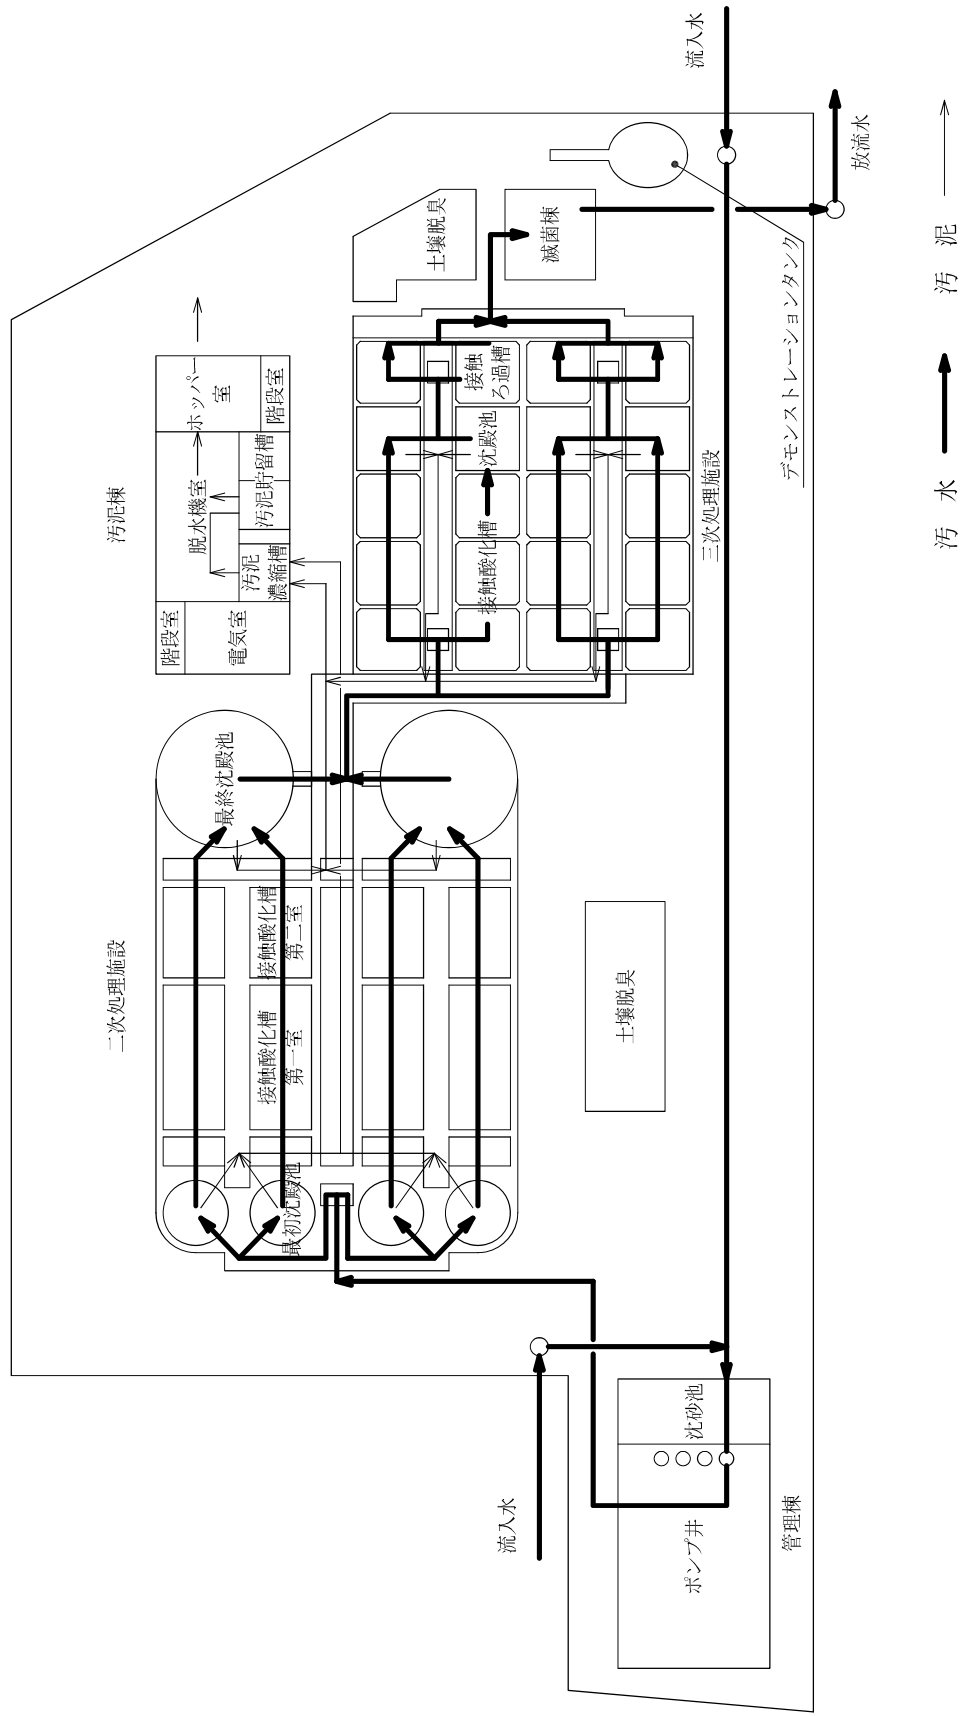 汚泥棟
階段室
電気室
汚泥
濃縮槽
脱水機室
汚泥貯留槽
ホッパー
室
階段室
二次処理施設
最初沈殿池
接触酸化槽
第一室
接触酸化槽
第二室
最終沈殿池
接触酸化槽
沈殿池
接触
ろ過槽
三次処理施設
土壌脱臭
滅菌棟
流入水
放流水
デモンストレーションタンク
土壌脱臭
流入水
沈砂池
ポンプ井
管理棟
汚 水
汚 泥